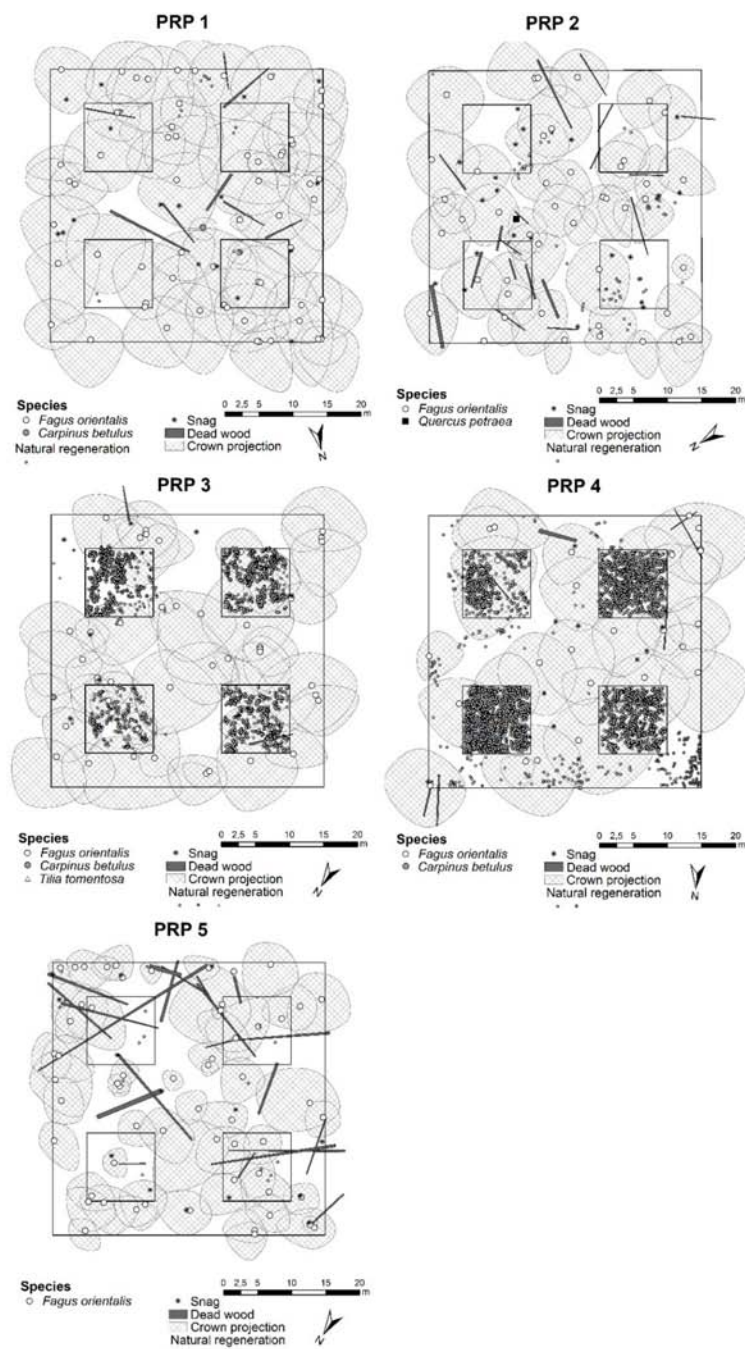 PRP 1
PRP 2
Species
Fagus orientalis
Carpinus betulus
Natural regeneration
Snag
Dead wood
Crown projection
0 2,5 5 10 15 20
m
N
Species
Fagus orientalis
Quercus petraea
Snag
Dead wood
Crown projection
Natural regeneration
0 2,5 5 10 15 20
m
N
PRP 3
PRP 4
Species
Fagus orientalis
Carpinus betulus
Tilia tomentosa
Snag
Dead wood
Crown projection
Natural regeneration
0 2,5 5 10 15 20
m
N
Species
Fagus orientalis
Carpinus betulus
Snag
Dead wood
Crown projection
Natural regeneration
0 2,5 5 10 15 20
m
N
PRP 5
Species
Fagus orientalis
Snag
Dead wood
Crown projection
Natural regeneration
0 2,5 5 10 15 20
m
N